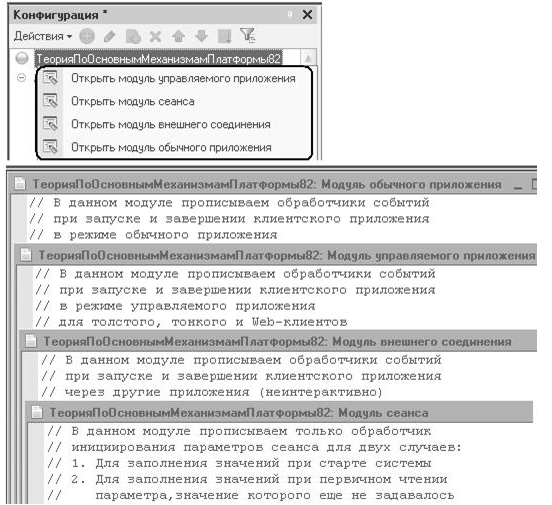 Конфигурация *
Действия
ТеорияПоОсновнымМеханизмамПлатформы82
Открыть модуль управляемого приложения
Открыть модуль сеанса
Открыть модуль внешнего соединения
Открыть модуль обычного приложения
ТеорияПоОсновнымМеханизмамПлатформы82: Модуль обычного приложения
// В данном модуле прописываем обработчики событий
// при запуске и завершении клиентского приложения
// в режиме обычного приложения
ТеорияПоОсновнымМеханизмамПлатформы82: Модуль управляемого приложения
// В данном модуле прописываем обработчики событий
// при запуске и завершении клиентского приложения
// в режиме управляемого приложения
// для толстого, тонкого и Web-клиентов
ТеорияПоОсновнымМеханизмамПлатформы82: Модуль внешнего соединения
// В данном модуле прописываем обработчики событий
// при запуске и завершении клиентского приложения
// через другие приложения (неинтерактивно)
ТеорияПоОсновнымМеханизмамПлатформы82: Модуль сеанса
// В данном модуле прописываем только обработчик
// инициирования параметров сеанса для двух случаев:
// 1. Для заполнения значений при старте системы
// 2. Для заполнения значений при первичном чтении
// параметра,значение которого еще не задавалось